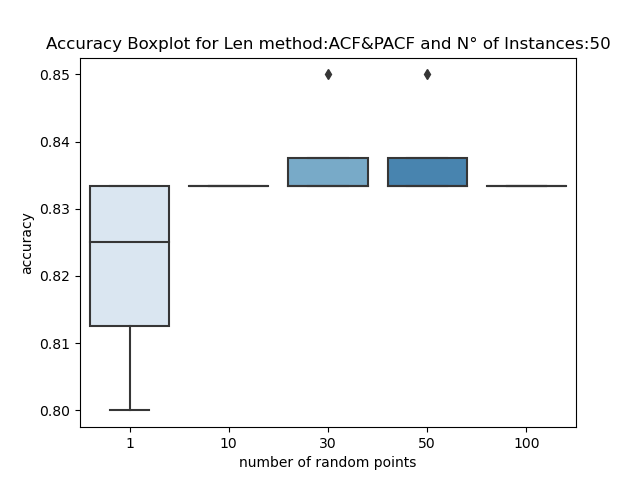 Accuracy Boxplot for Len method:ACF&PACF and N° of Instances:50
0.85
0.84
0.83
0.82
0.81
0.80
accuracy
1 10 30 50 100
number of random points